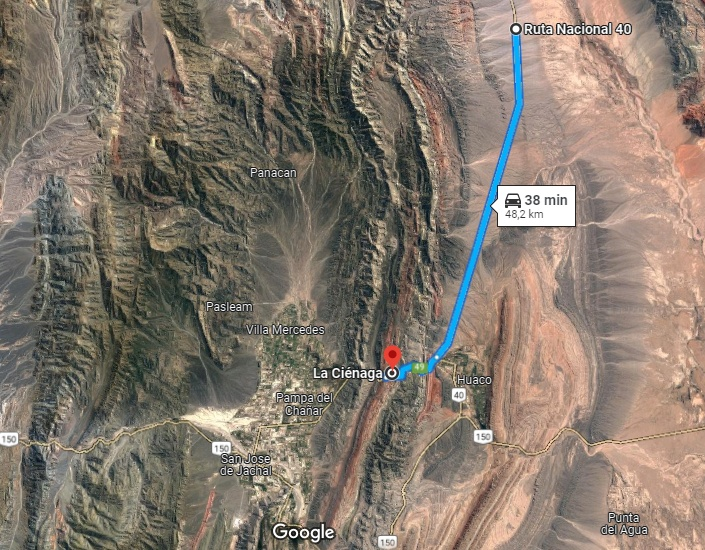 Ruta Nacional 40
Panacan
38 min
48,2 km
Pasleam
Villa Mercedes
La Ciénaga
49
Huaco
Pampa del
Chañar
40
150
150
150
San Jose
de Jachal
Punta
del Agua
Google
150